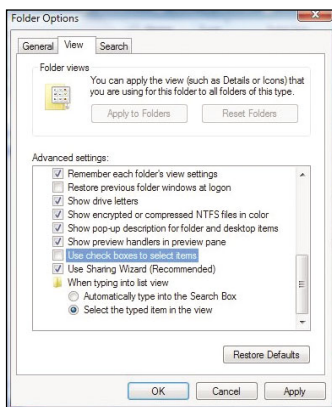 Folder Options
General View Search
Folder views
You can apply the view (such as Details or Icons) that
you are using for this folder to all folders of this type.
Apply to Folders Reset Folders
Advanced settings:
Remember each folder's view settings
Restore previous folder windows at logon
Show drive letters
Show encrypted or compressed NTFS files in color
Show pop-up description for folder and desktop items
Show preview handlers in preview pane
Use check boxes to select items
Use Sharing Wizard (Recommended)
When typing into list view
Automatically type into the Search Box
Select the typed item in the view
Restore Defaults
OK Cancel Apply